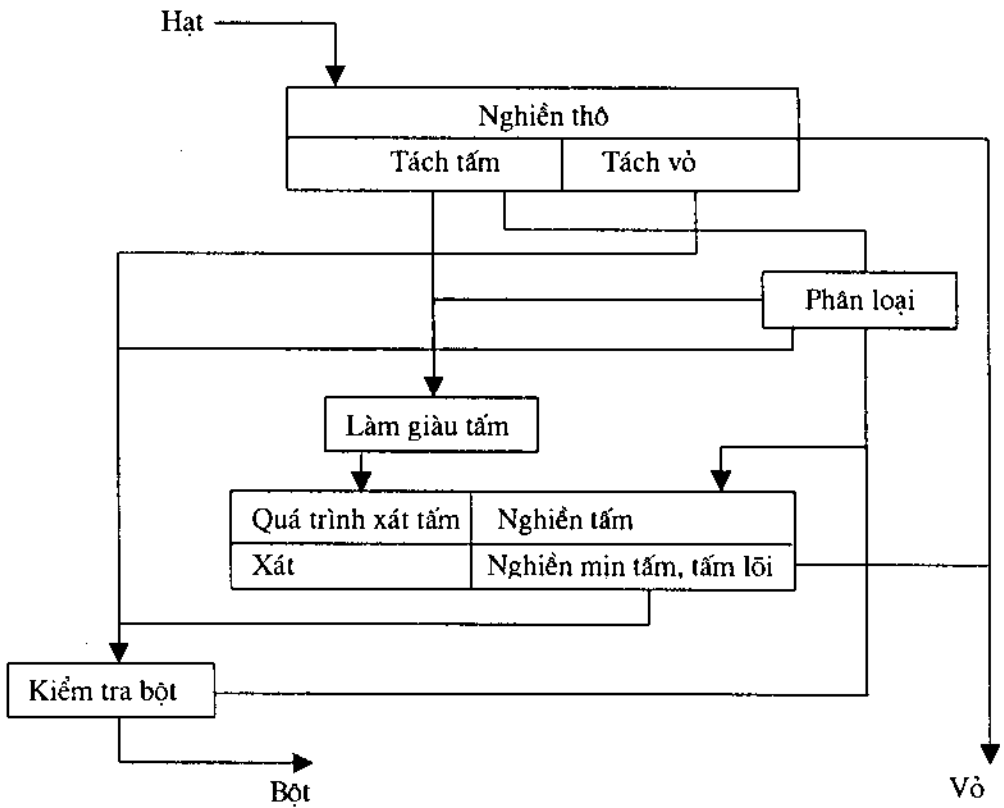 Hạt
Nghiền thô
Tách tấm
Tách vỏ
Phân loại
Làm giàu tấm
Quá trình xát tấm
Nghiền tấm
Xát
Nghiền mịn tấm, tấm lõi
Kiểm tra bột
Bột
Vỏ